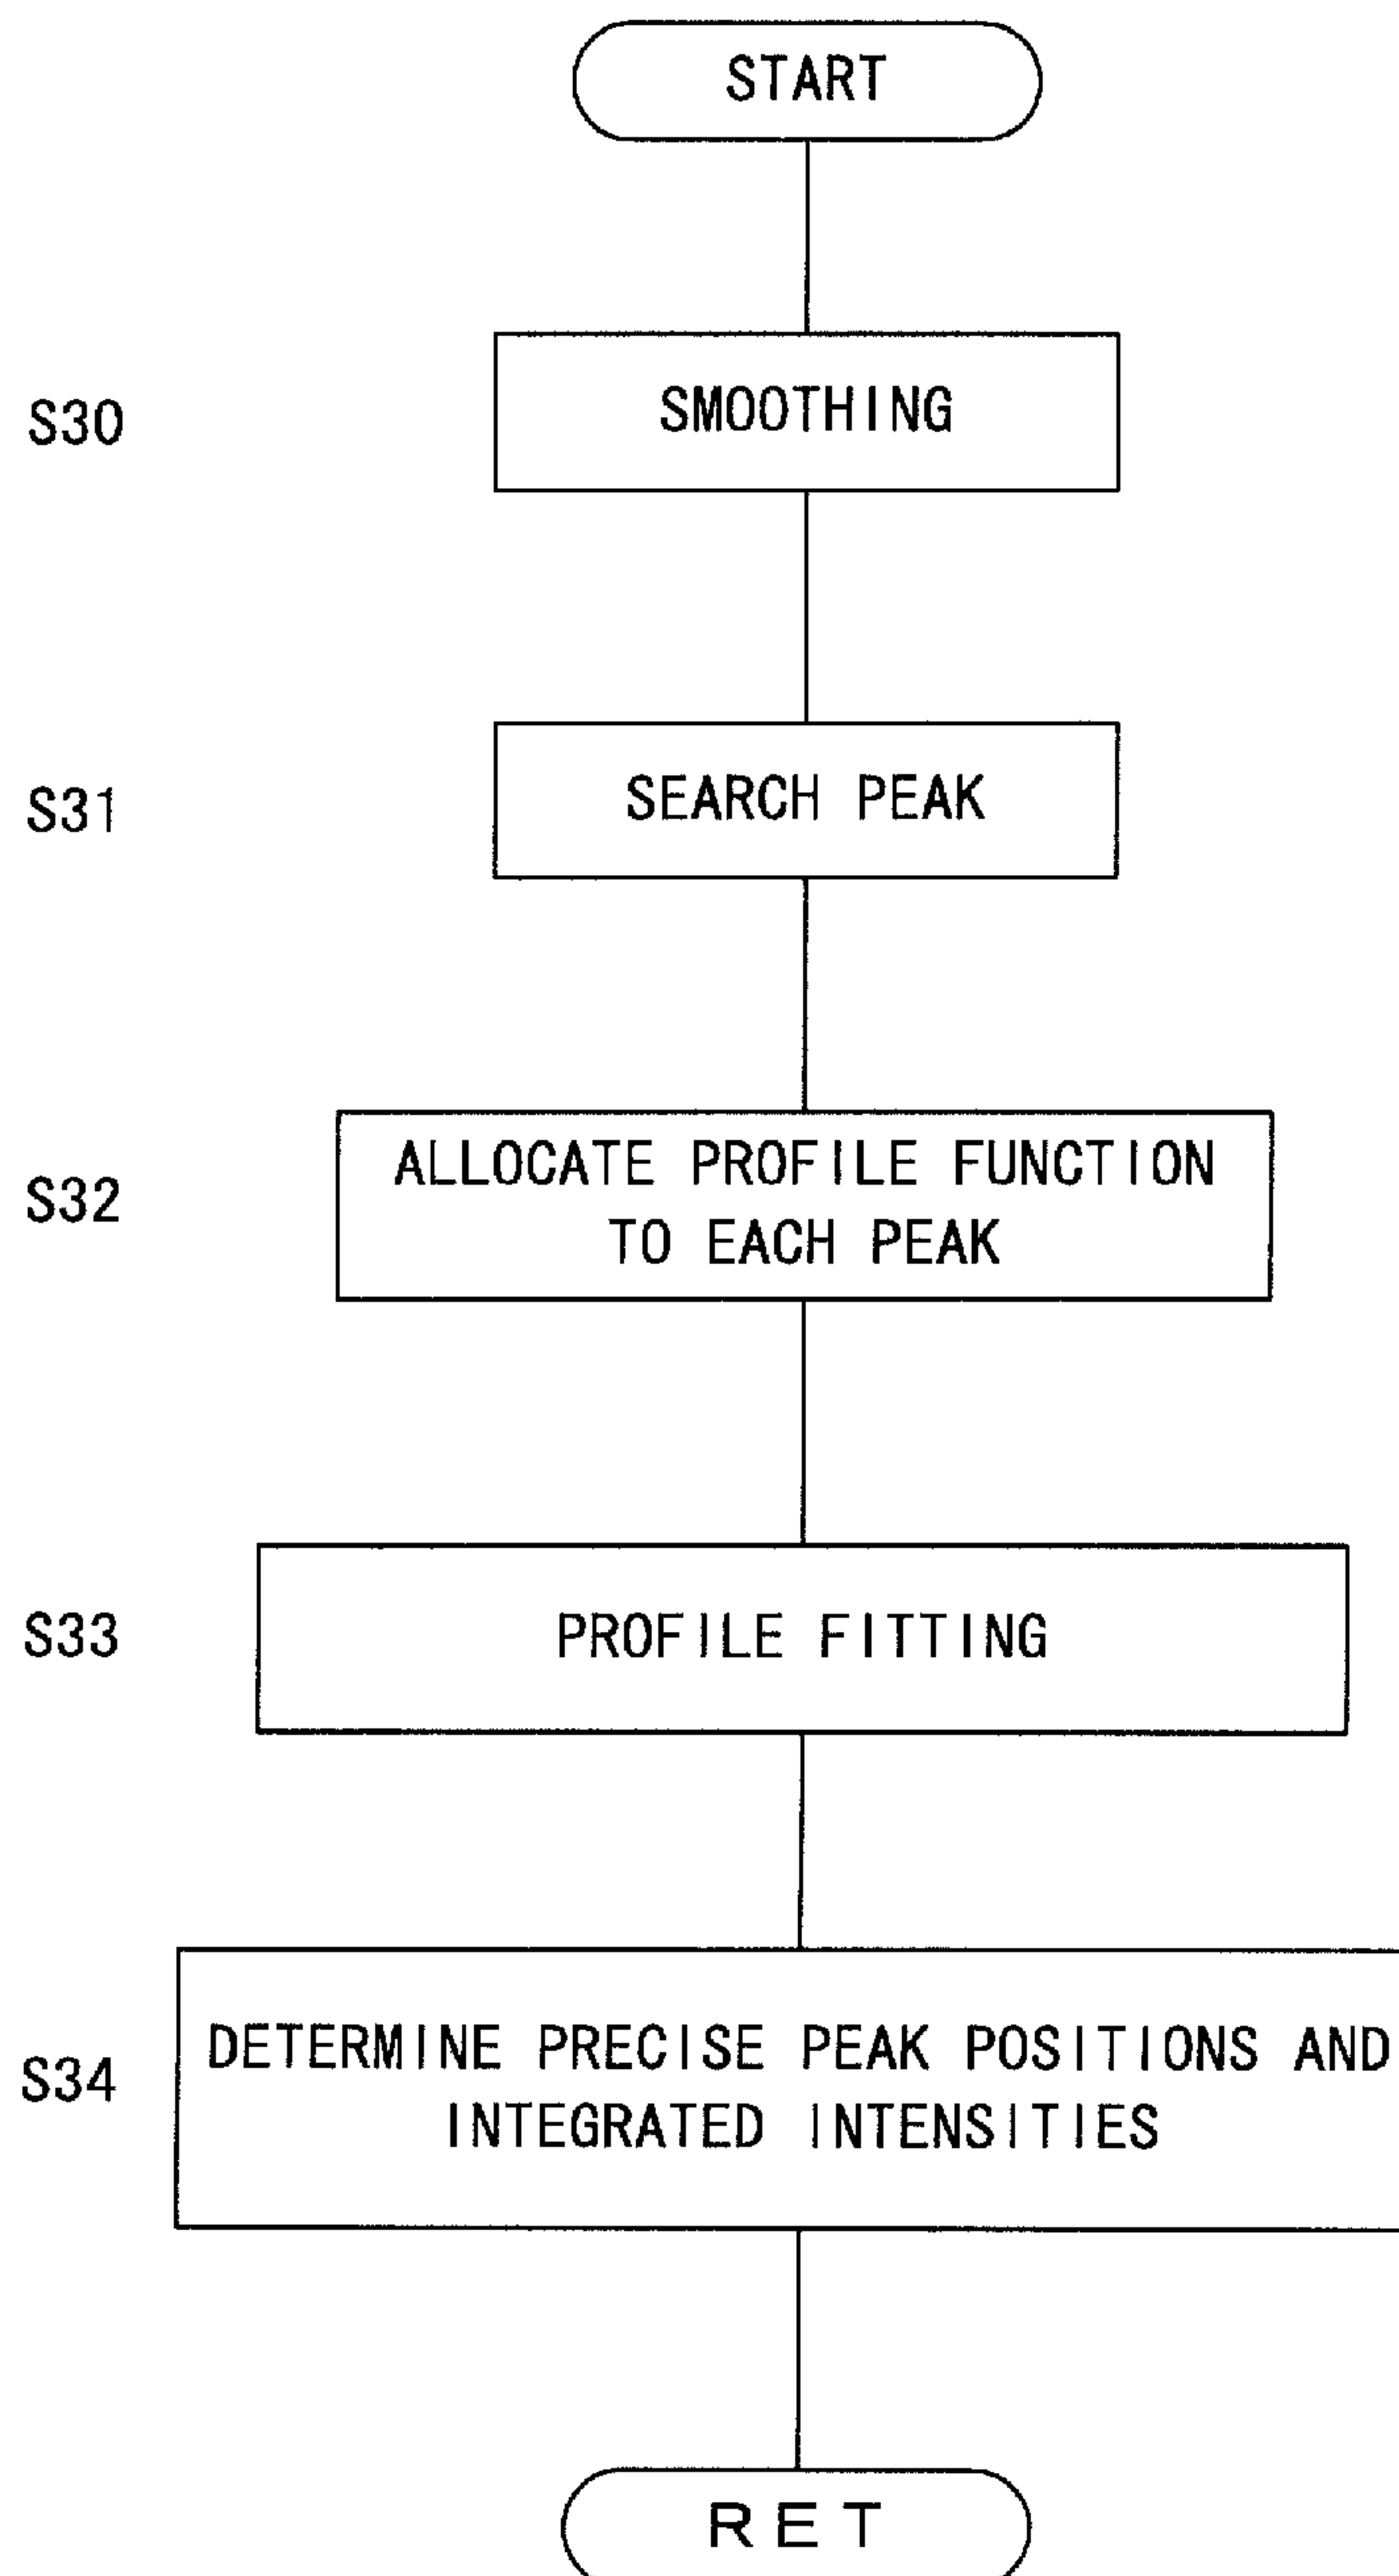 START
S30
SMOOTHING
S31
SEARCH PEAK
S32
ALLOCATE PROFILE FUNCTION
TO EACH PEAK
S33
PROFILE FITTING
S34
DETERMINE PRECISE PEAK POSITIONS AND
INTEGRATED INTENSITIES
RET